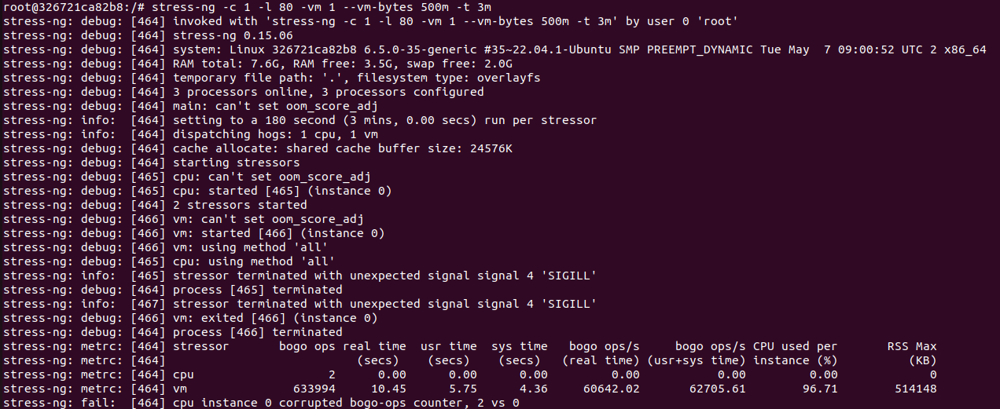 root@326721ca82b8:/# stress-ng -c 1 -l 80 -vm 1 --vm-bytes 500m -t 3m
stress-ng: debug: [464] invoked with 'stress-ng -c 1 -l 80 -vm 1 --vm-bytes 500m -t 3m' by user 0 'root'
stress-ng: debug: [464] stress-ng 0.15.06
stress-ng: debug: [464] system: Linux 326721ca82b8 6.5.0-35-generic #35~22.04.1-Ubuntu SMP PREEMPT_DYNAMIC Tue May  7 09:00:52 UTC 2 x86_64
stress-ng: debug: [464] RAM total: 7.6G, RAM free: 3.5G, swap free: 2.0G
stress-ng: debug: [464] temporary file path: '.', filesystem type: overlayfs
stress-ng: debug: [464] 3 processors online, 3 processors configured
stress-ng: debug: [464] main: can't set oom_score_adj
stress-ng: info:  [464] setting to a 180 second (3 mins, 0.00 secs) run per stressor
stress-ng: info:  [464] dispatching hogs: 1 cpu, 1 vm
stress-ng: debug: [464] cache allocate: shared cache buffer size: 24576K
stress-ng: debug: [464] starting stressors
stress-ng: debug: [465] cpu: can't set oom_score_adj
stress-ng: debug: [465] cpu: started [465] (instance 0)
stress-ng: debug: [464] 2 stressors started
stress-ng: debug: [466] vm: can't set oom_score_adj
stress-ng: debug: [466] vm: started [466] (instance 0)
stress-ng: debug: [466] vm: using method 'all'
stress-ng: debug: [465] cpu: using method 'all'
stress-ng: info:  [465] stressor terminated with unexpected signal signal 4 'SIGILL'
stress-ng: debug: [464] process [465] terminated
stress-ng: info:  [467] stressor terminated with unexpected signal signal 4 'SIGILL'
stress-ng: debug: [466] vm: exited [466] (instance 0)
stress-ng: debug: [464] process [466] terminated
stress-ng: metrc: [464] stressor       bogo ops real time  usr time  sys time   bogo ops/s     bogo ops/s CPU used per       RSS Max
stress-ng: metrc: [464]                           (secs)    (secs)    (secs)   (real time) (usr+sys time) instance (%)          (KB)
stress-ng: metrc: [464] cpu                   2      0.00      0.00      0.00         0.00           0.00         0.00             0
stress-ng: metrc: [464] vm               633994     10.45      5.75      4.36     60642.02       62705.61        96.71        514148
stress-ng: fail:  [464] cpu instance 0 corrupted bogo-ops counter, 2 vs 0